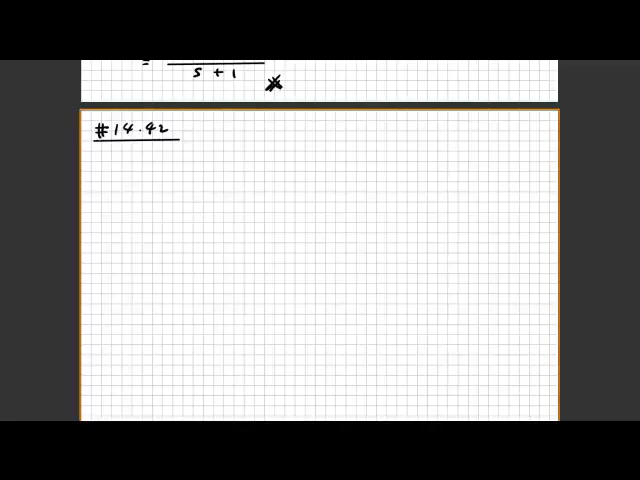 =
s + 1
#14.42